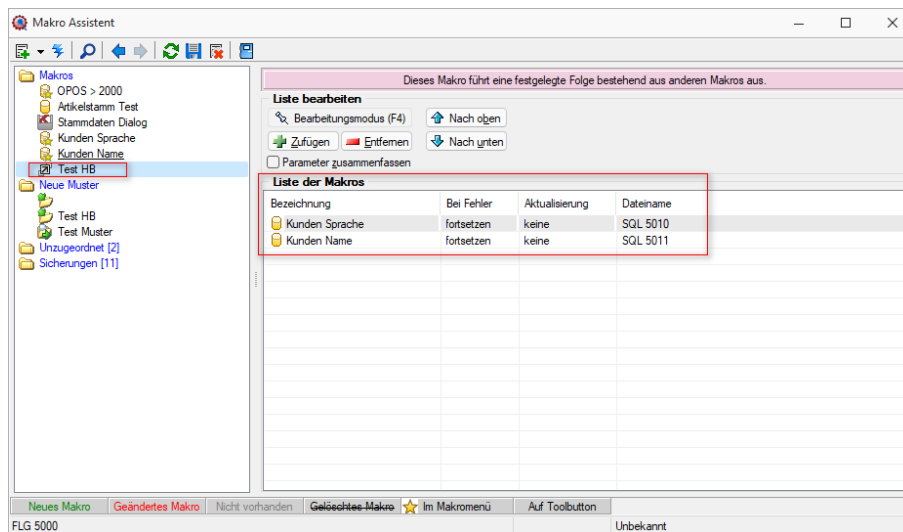 Makro Assistent
Makros
OPOS > 2000
Artikelstamm Test
Stammdaten Dialog
Kunden Sprache
Kunden Name
Test HB
Neue Muster
Test HB
Test Muster
Unzugeordnet [2]
Sicherungen [11]
Dieses Makro führt eine festgelegte Folge bestehend aus anderen Makros aus.
Liste bearbeiten
Bearbeitungsmodus (F4) Nach oben
Zufügen Entfernen Nach unten
Parameter zusammenfassen
Liste der Makros
Bezeichnung Bei Fehler Aktualisierung Dateiname
Kunden Sprache fortsetzen keine SQL 5010
Kunden Name fortsetzen keine SQL 5011
Neues Makro Geändertes Makro Nicht vorhanden Gelöschtes Makro Im Makromenü Auf Toolbutton
FLG 5000 Unbekannt